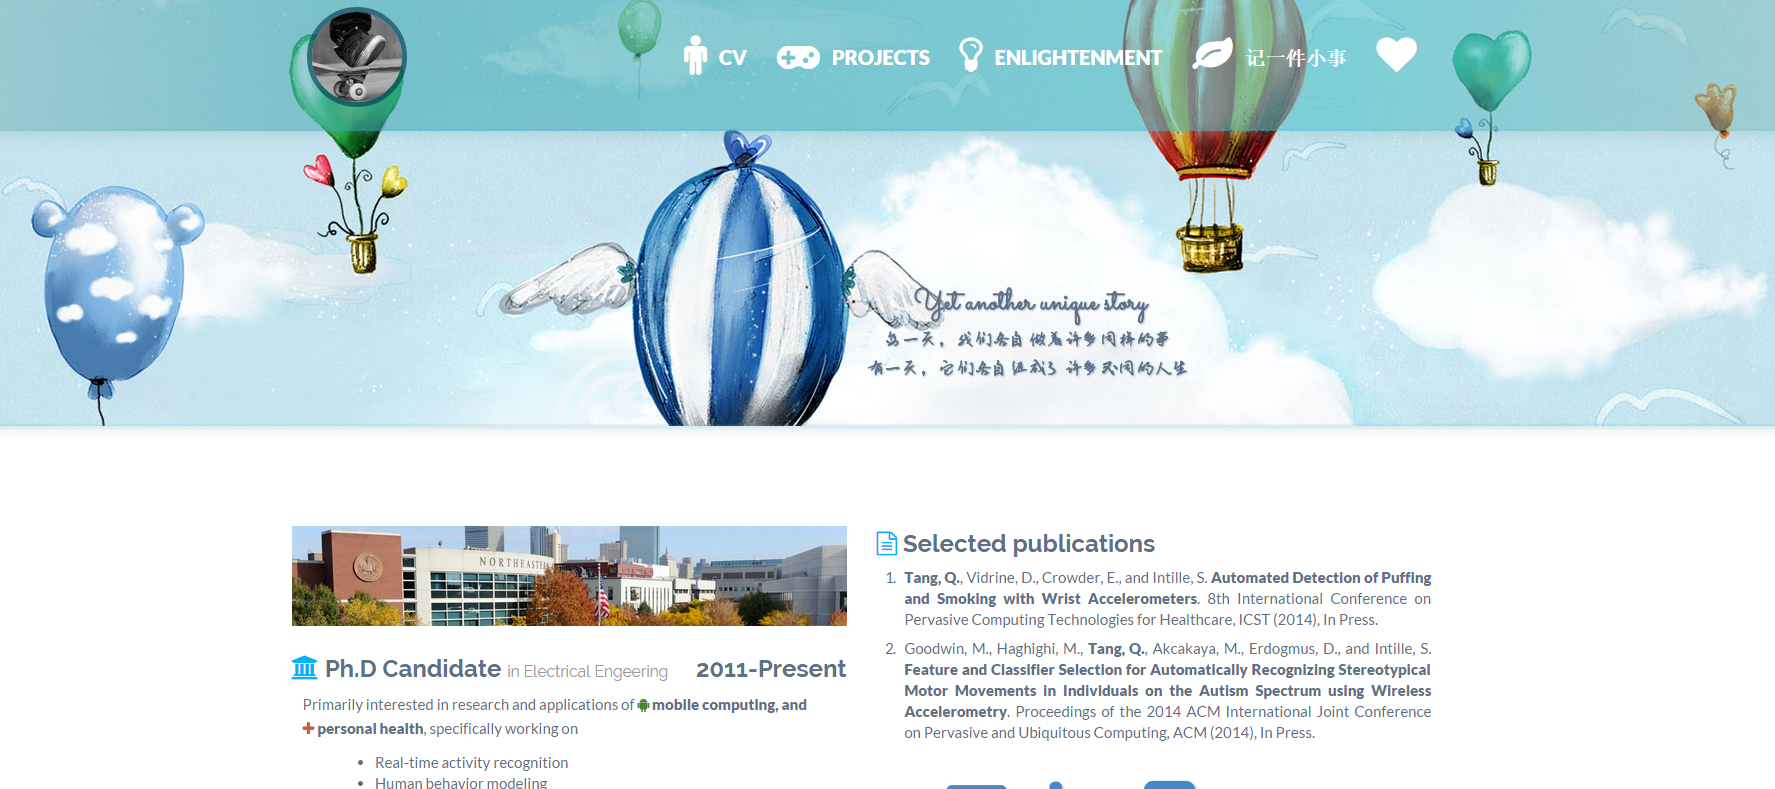 CV
PROJECTS
ENLIGHTENMENT
记一件小事
Yet another unique story
一天，我们各自做着许多同样的事
有一天，它们各自组成了许多不同的人生
NORTHEASTERN
Ph.D Candidate in Electrical Engeering 2011-Present
Primarily interested in research and applications of mobile computing, and
personal health, specifically working on
Real-time activity recognition
Human behavior modeling
Selected publications
1. Tang, Q., Vidrine, D., Crowder, E., and Intille, S. Automated Detection of Puffing
and Smoking with Wrist Accelerometers. 8th International Conference on
Pervasive Computing Technologies for Healthcare, ICST (2014), In Press.
2. Goodwin, M., Haghighi, M., Tang, Q., Akcakaya, M., Erdogmus, D., and Intille, S.
Feature and Classifier Selection for Automatically Recognizing Stereotypical
Motor Movements in Individuals on the Autism Spectrum using Wireless
Accelerometry. Proceedings of the 2014 ACM International Joint Conference
on Pervasive and Ubiquitous Computing, ACM (2014), In Press.